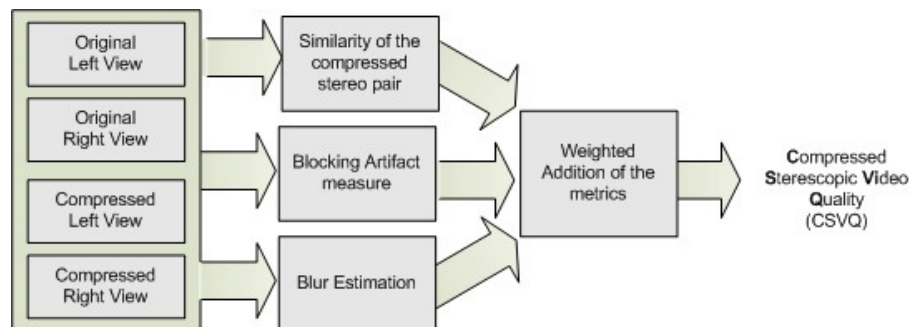 Original
Left View
Original
Right View
Compressed
Left View
Compressed
Right View
Similarity of the
compressed
stereo pair
Blocking Artifact
measure
Blur Estimation
Weighted
Addition of the
metrics
Compressed
Sterescopic Video
Quality
(CSVQ)